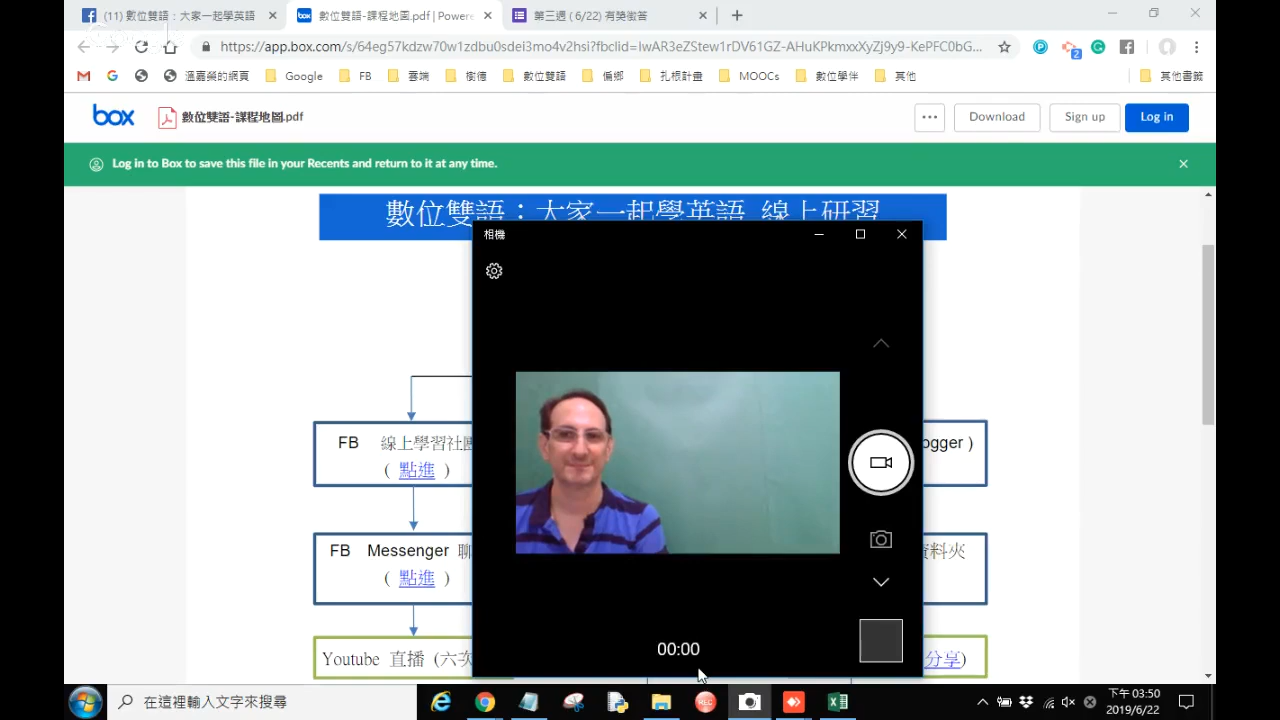 (11) 數位雙語：大家一起學英語
數位雙語-課程地圖.pdf | Powere
第三週 ( 6/22) 有獎徵答
https://app.box.com/s/64eg57kdzw70w1zdbu0sdei3mo4v2hsi?fbclid=IwAR3eZStew1rDV61GZ-AHuKPkmxxXyZj9y9-KePFC0bG...
2
溫嘉榮的網頁
Google
FB
雲端
樹德
數位雙語
偏鄉
扎根計畫
MOOCs
數位學伴
其他
其他書籤
box
數位雙語-課程地圖.pdf
Download
Sign up
Log in
Log in to Box to save this file in your Recents and return to it at any time.
數位雙語：大家一起學英語 線上研習
相機
FB 線上學習社團
ogger )
( 點進 )
FB Messenger 聊
資料夾
( 點進 )
Youtube 直播 (六次
分享)
00:00
在這裡輸入文字來搜尋
下午 03:50
2019/6/22